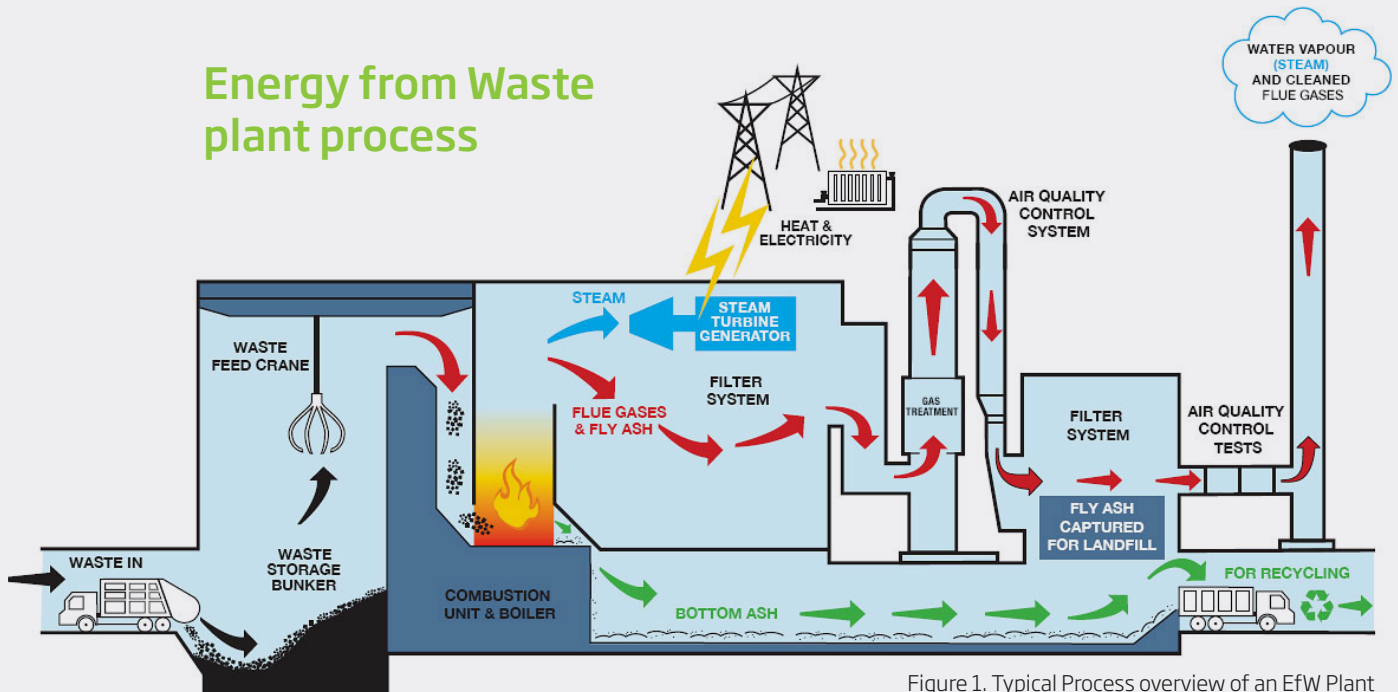 Energy from Waste
plant process
WATER VAPOUR
(STEAM)
AND CLEANED
FLUE GASES
HEAT &
ELECTRICITY
AIR QUALITY
CONTROL
SYSTEM
STEAM
STEAM
TURBINE
GENERATOR
WASTE
FEED CRANE
FILTER
SYSTEM
FLUE GASES
& FLY ASH
GAS
TREATMENT
FILTER
SYSTEM
AIR QUALITY
CONTROL
TESTS
FLY ASH
CAPTURED
FOR LANDFILL
WASTE IN
WASTE
STORAGE
BUNKER
COMBUSTION
UNIT & BOILER
BOTTOM ASH
FOR RECYCLING
Figure 1. Typical Process overview of an EfW Plant